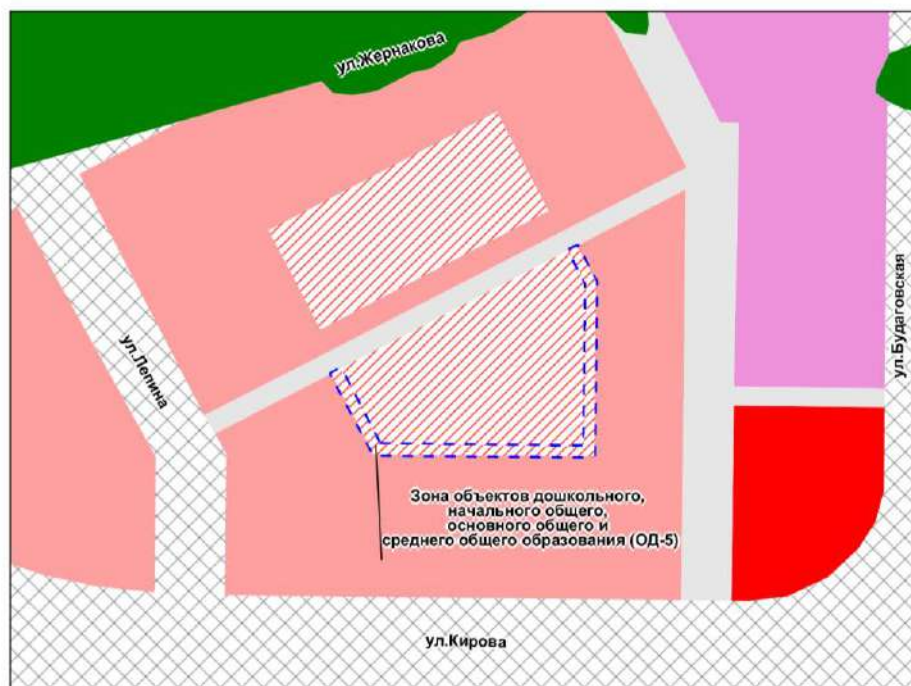 ул.Жернакова
ул.Лепина
ул.Будаговская
Зона объектов дошкольного,
начального общего,
основного общего и
среднего общего образования (ОД-5)
ул.Кирова